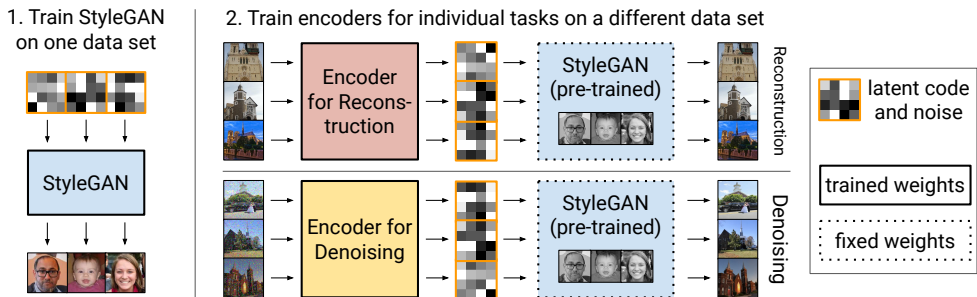 1. Train StyleGAN
on one data set
StyleGAN
2. Train encoders for individual tasks on a different data set
Encoder
for Recons-
truction
StyleGAN
(pre-trained)
Reconstruction
Encoder for
Denoising
StyleGAN
(pre-trained)
Denoising
latent code
and noise
trained weights
fixed weights